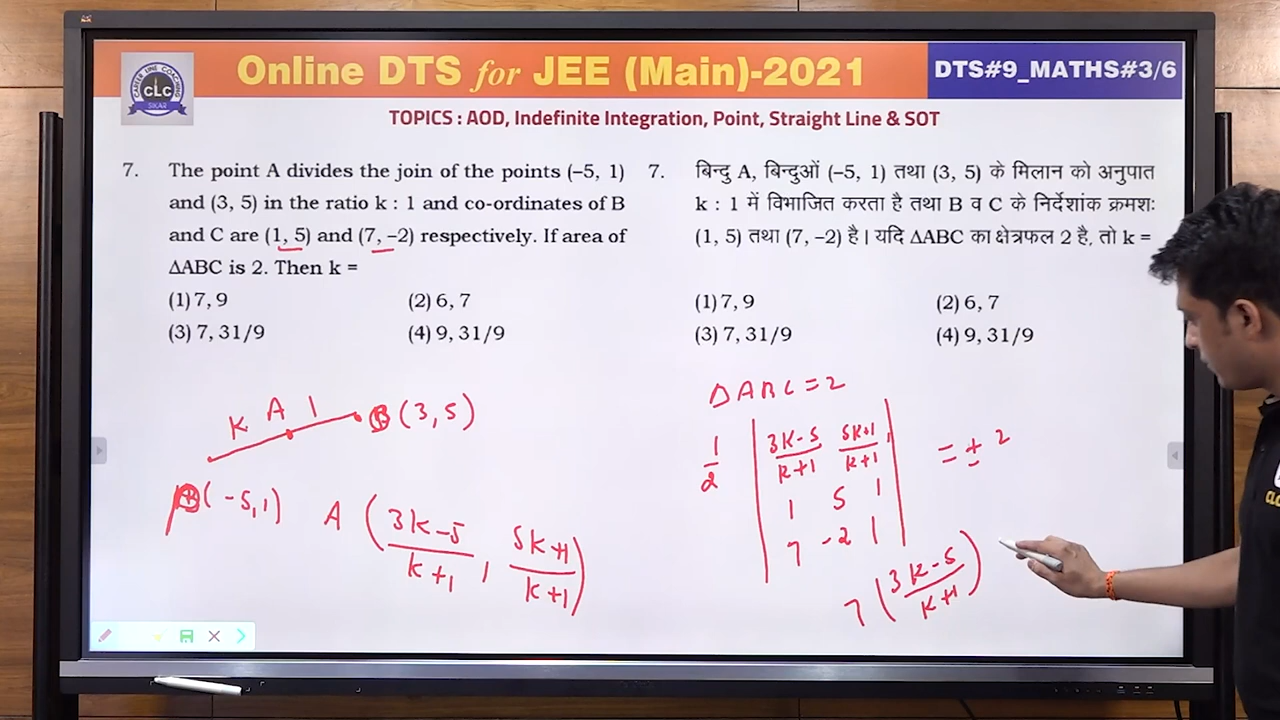 CAREER LINE COACHING
CLC
SIKAR
Online DTS for JEE (Main)-2021
DTS#9_MATHS#3/6
TOPICS : AOD, Indefinite Integration, Point, Straight Line & SOT
7. The point A divides the join of the points (–5, 1)
and (3, 5) in the ratio k : 1 and co-ordinates of B
and C are (1, 5) and (7, –2) respectively. If area of
ΔABC is 2. Then k =
(1) 7, 9 (2) 6, 7
(3) 7, 31/9 (4) 9, 31/9
7. बिन्दु A, बिन्दुओं (–5, 1) तथा (3, 5) के मिलान को अनुपात
k : 1 में विभाजित करता है तथा B व C के निर्देशांक क्रमशः
(1, 5) तथा (7, –2) है। यदि ΔABC का क्षेत्रफल 2 है, तो k =
(1) 7, 9 (2) 6, 7
(3) 7, 31/9 (4) 9, 31/9
K A 1
(3, 5)
(-5, 1)
A (3K-5/k+1, 5k+1/k+1)
Δ ABC = 2
1/2 | 3k-5/k+1 5k+1/k+1 1 | = ± 2
1 5 1
7 -2 1
7 (3k-5/k+1)